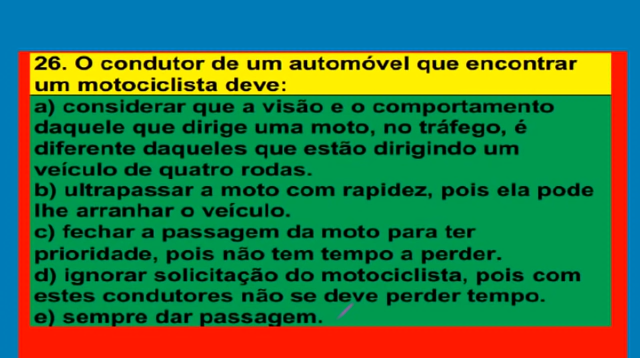 26. O condutor de um automóvel que encontrar
um motociclista deve:
a) considerar que a visão e o comportamento
daquele que dirige uma moto, no tráfego, é
diferente daqueles que estão dirigindo um
veículo de quatro rodas.
b) ultrapassar a moto com rapidez, pois ela pode
lhe arranhar o veículo.
c) fechar a passagem da moto para ter
prioridade, pois não tem tempo a perder.
d) ignorar solicitação do motociclista, pois com
estes condutores não se deve perder tempo.
e) sempre dar passagem.